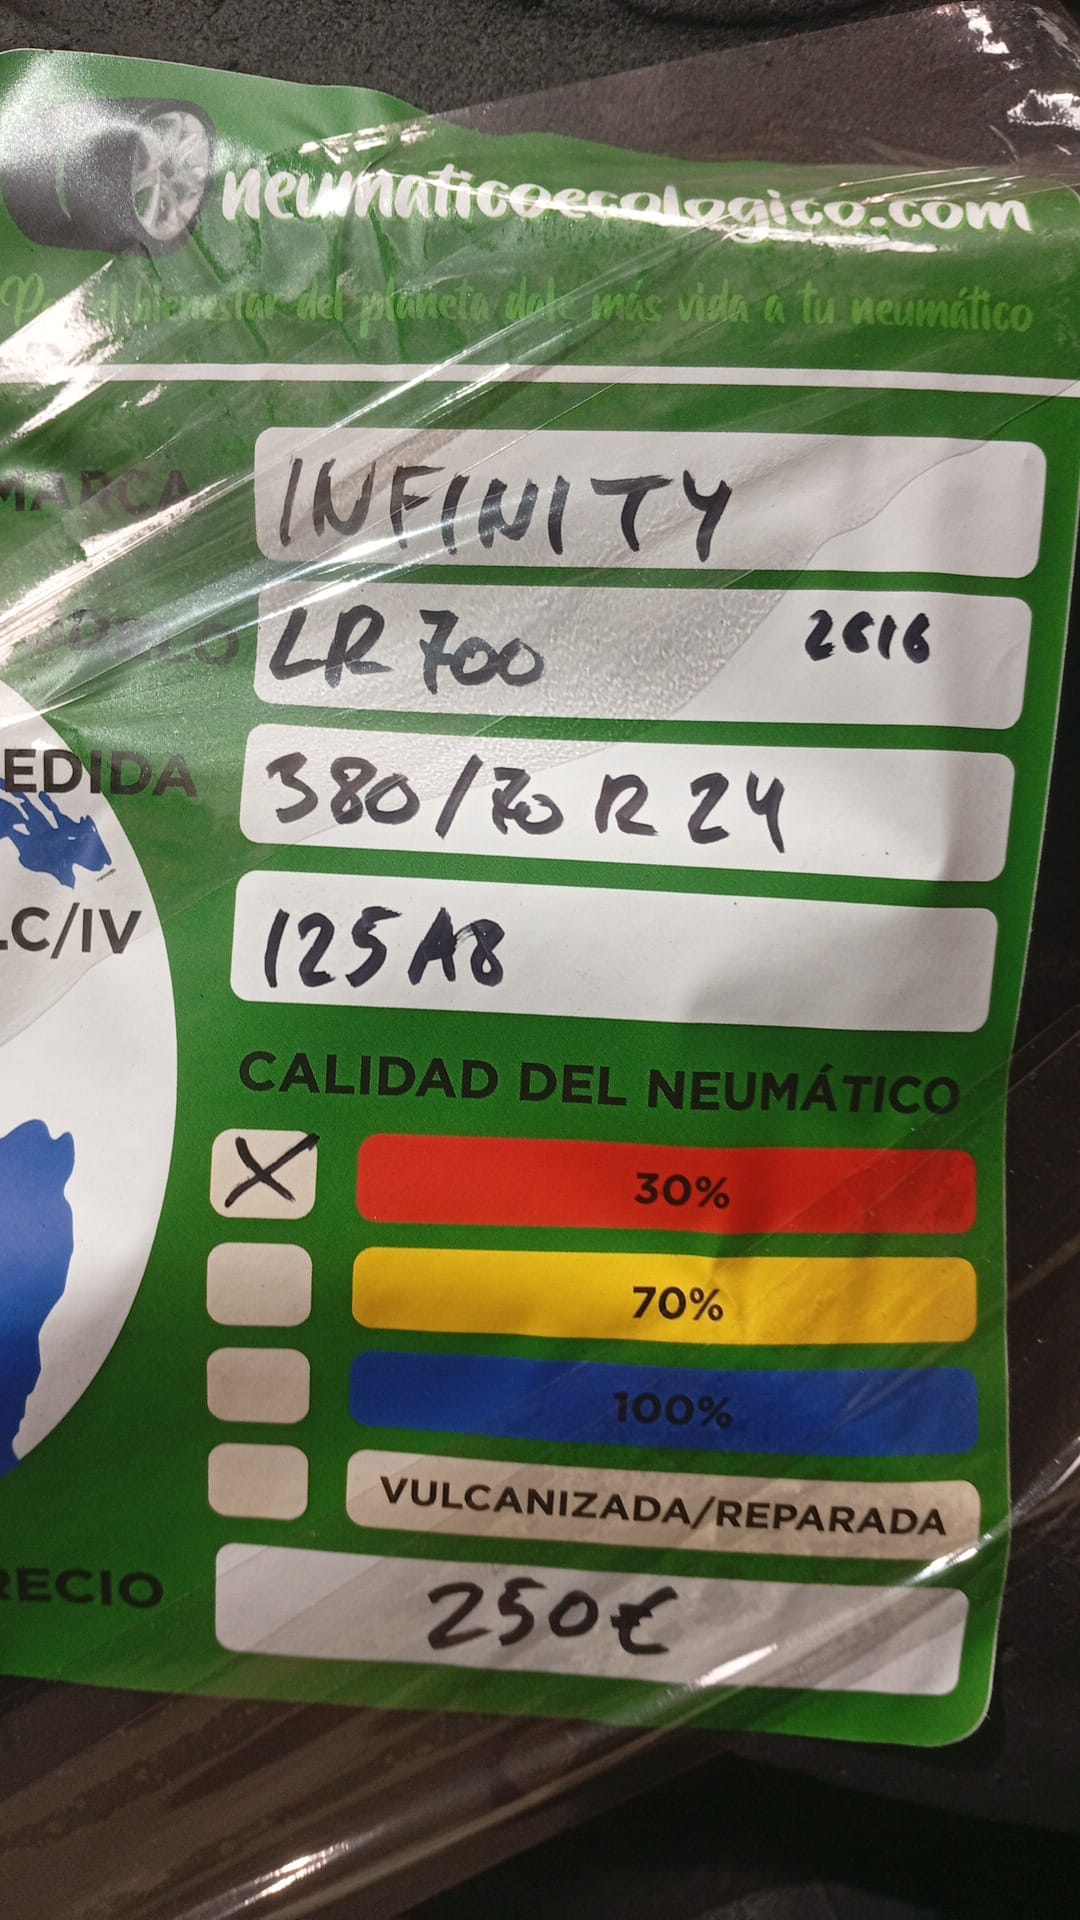 neumaticoecologico.com
Por el bienestar del planeta dale más vida a tu neumático
MARCA INFINITY
MODELO LR 700 2616
EDIDA 380/70 R 24
.C/IV 125 A8
CALIDAD DEL NEUMÁTICO
X 30%
70%
100%
VULCANIZADA/REPARADA
RECIO 250€